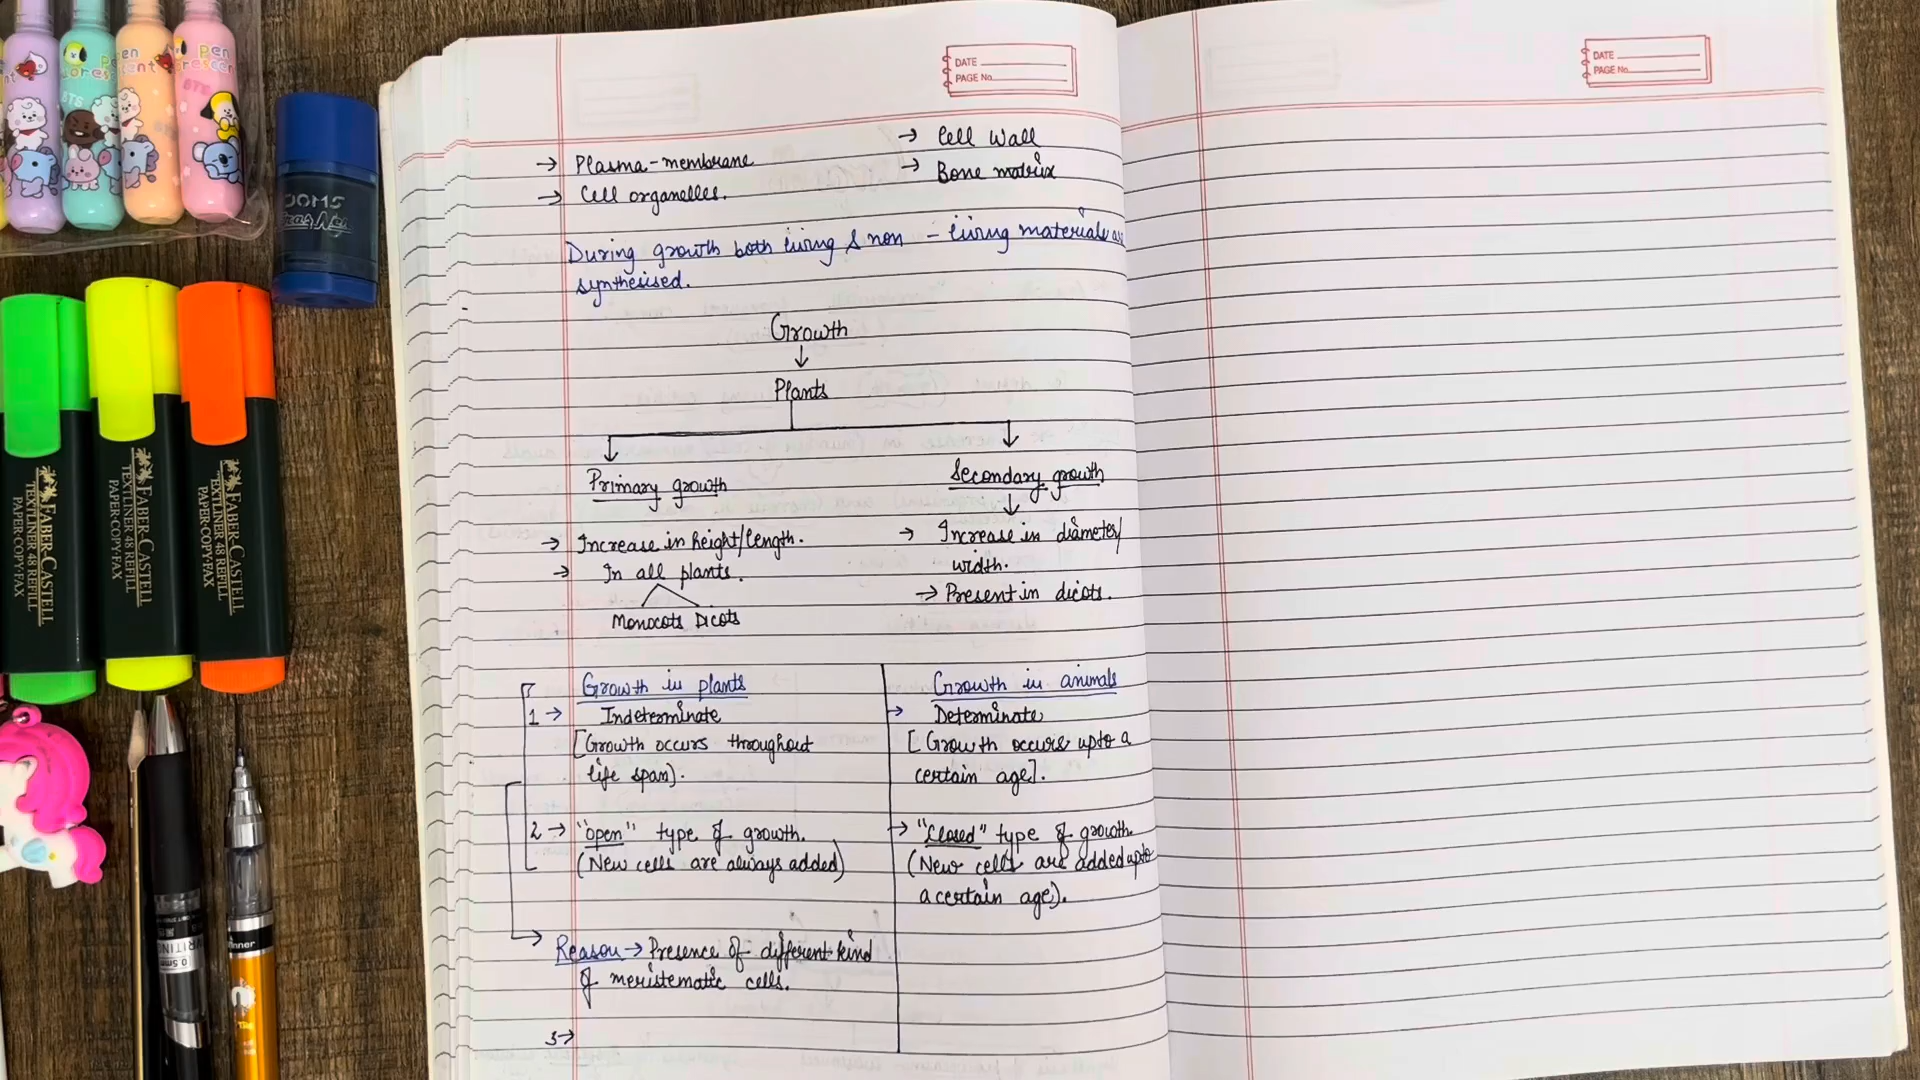 DATE
PAGE No.
DATE
PAGE No.
→ Plasma-membrane
→ Cell organelles.
→ Cell Wall
→ Bone matrix
During growth both living & non - living materials
synthesised.
Growth
↓
Plants
Primary growth
→ Increase in height/length.
→ In all plants.
Monocots Dicots
Secondary growth
→ Increase in diameter/
width.
→ Present in dicots.
Growth in plants
1 → Indeterminate
[Growth occurs throughout
life span).
2 → "open" type of growth.
(New cells are always added)
Reason → Presence of different kind
of meristematic cells.
3→
Growth in animals
→ Determinate
[Growth occurs upto a
certain age].
→ "Closed" type of growth.
(New cells are added upto
a certain age).
DOMS
FABER-CASTELL
TEXTLINER 48 REFILL
PAPER·COPY·FAX
FABER-CASTELL
TEXTLINER 48 REFILL
PAPER·COPY·FAX
FABER-CASTELL
TEXTLINER 48 REFILL
PAPER·COPY·FAX
BTS
BTS
pen
0.5mm